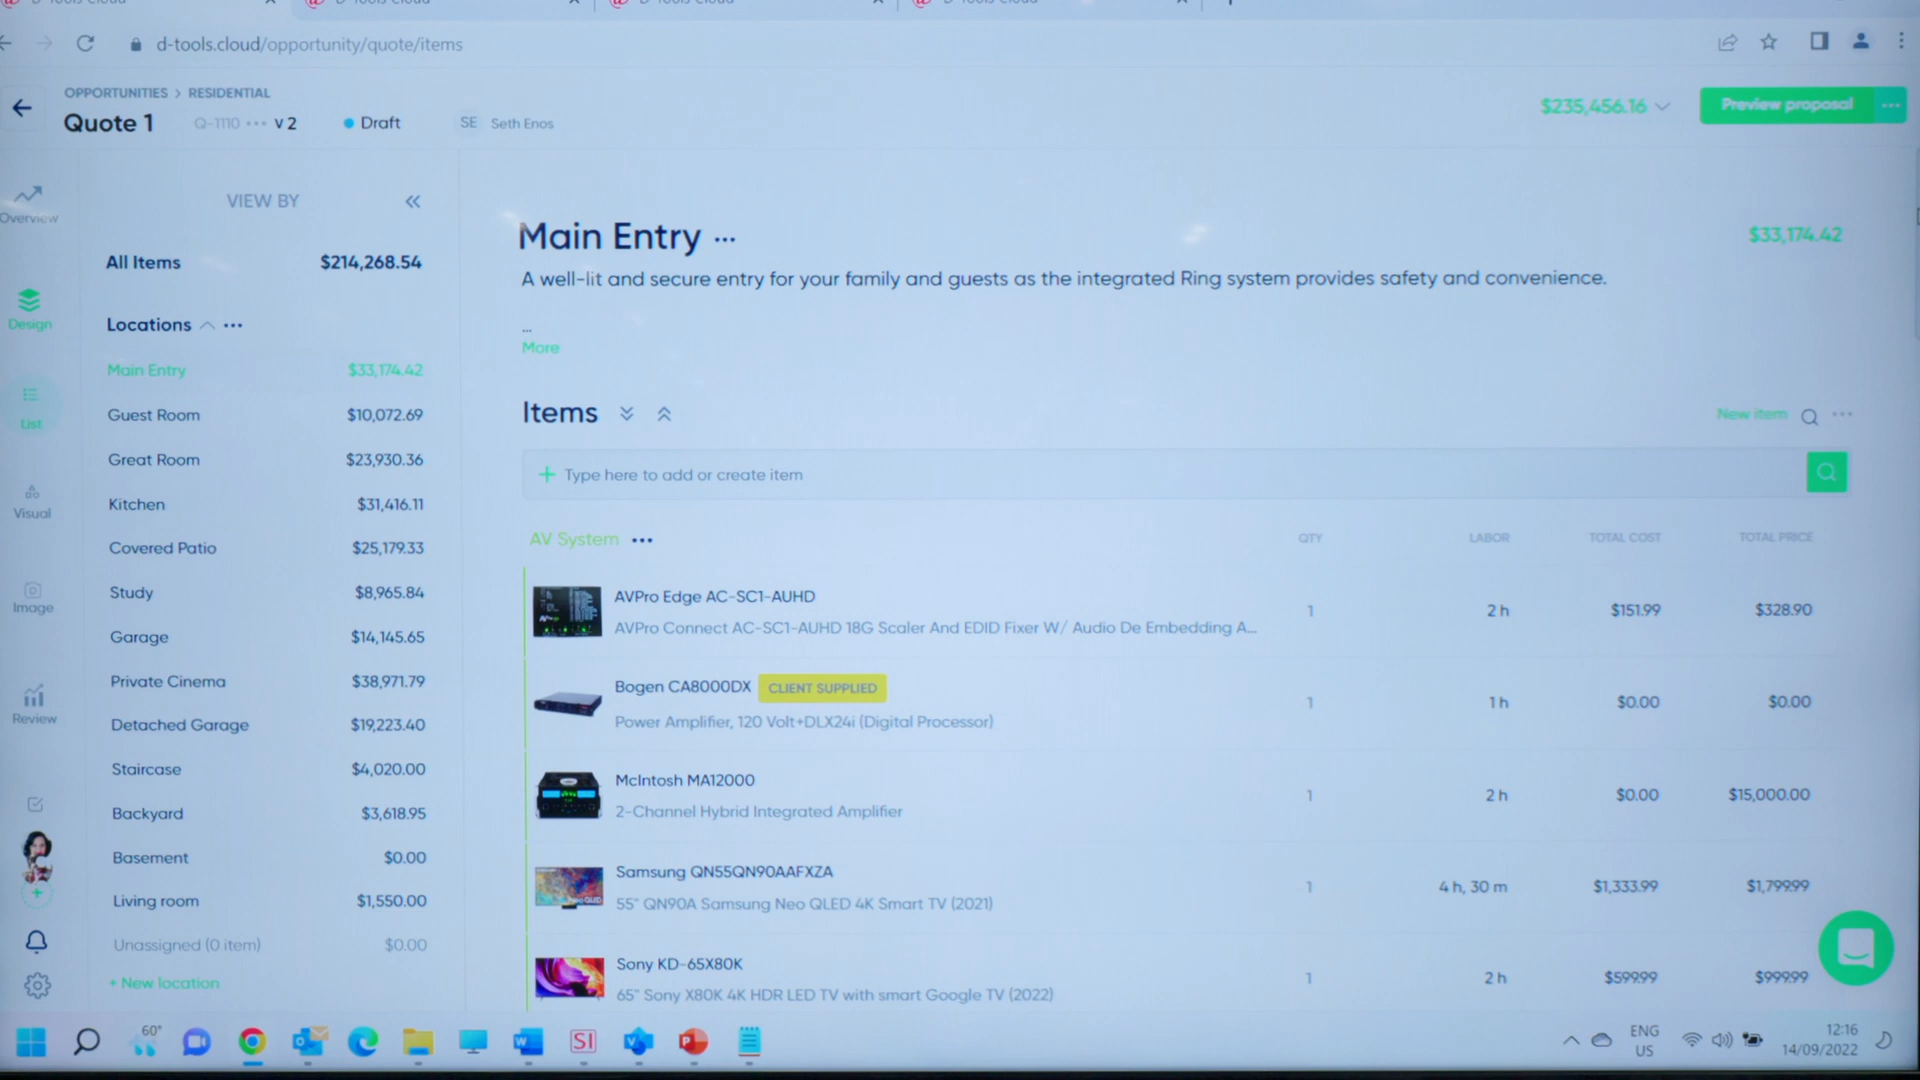 D-Tools Cloud
D-Tools Cloud
D-Tools Cloud
D-Tools Cloud
d-tools.cloud/opportunity/quote/items
OPPORTUNITIES > RESIDENTIAL
Quote 1 Q-1110 ••• v 2 Draft SE Seth Enos
$235,456.16
Preview proposal
Overview
Design
List
Visual
Image
Review
VIEW BY
All Items $214,268.54
Locations
Main Entry $33,174.42
Guest Room $10,072.69
Great Room $23,930.36
Kitchen $31,416.11
Covered Patio $25,179.33
Study $8,965.84
Garage $14,145.65
Private Cinema $38,971.79
Detached Garage $19,223.40
Staircase $4,020.00
Backyard $3,618.95
Basement $0.00
Living room $1,550.00
Unassigned (0 item) $0.00
+ New location
Main Entry ...
$33,174.42
A well-lit and secure entry for your family and guests as the integrated Ring system provides safety and convenience.
...
More
Items
New item
+ Type here to add or create item
AV System ••• QTY LABOR TOTAL COST TOTAL PRICE
AVPro Edge AC-SC1-AUHD
AVPro Connect AC-SC1-AUHD 18G Scaler And EDID Fixer W/ Audio De Embedding A...
1 2 h $151.99 $328.90
Bogen CA8000DX CLIENT SUPPLIED
Power Amplifier, 120 Volt+DLX24i (Digital Processor)
1 1 h $0.00 $0.00
McIntosh MA12000
2-Channel Hybrid Integrated Amplifier
1 2 h $0.00 $15,000.00
Samsung QN55QN90AAFXZA
55" QN90A Samsung Neo QLED 4K Smart TV (2021)
1 4 h, 30 m $1,333.99 $1,799.99
Sony KD-65X80K
65" Sony X80K 4K HDR LED TV with smart Google TV (2022)
1 2 h $599.99 $999.99
60°
SI
ENG
US
12:16
14/09/2022